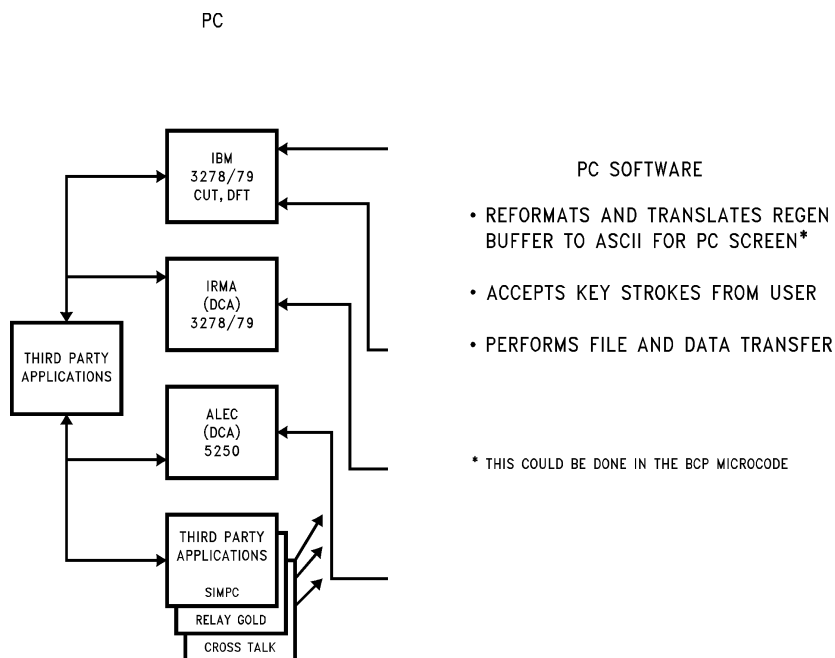 PC
IBM
3278/79
CUT, DFT
IRMA
(DCA)
3278/79
THIRD PARTY
APPLICATIONS
ALEC
(DCA)
5250
THIRD PARTY
APPLICATIONS
SIMPC
RELAY GOLD
CROSS TALK
PC SOFTWARE
• REFORMATS AND TRANSLATES REGEN
BUFFER TO ASCII FOR PC SCREEN*
• ACCEPTS KEY STROKES FROM USER
• PERFORMS FILE AND DATA TRANSFER
* THIS COULD BE DONE IN THE BCP MICROCODE